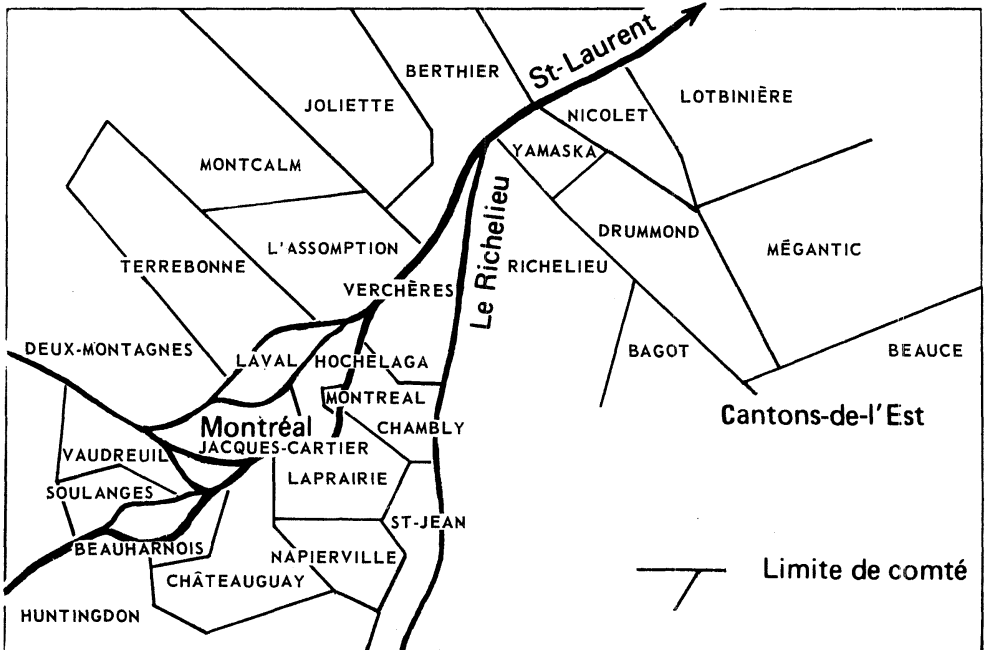 St-Laurent
BERTHIER
LOTBINIÈRE
JOLIETTE
NICOLET
YAMASKA
MONTCALM
Le Richelieu
DRUMMOND
L'ASSOMPTION
MÉGANTIC
TERREBONNE
RICHELIEU
VERCHÈRES
DEUX-MONTAGNES
LAVAL
HOCHELAGA
BAGOT
BEAUCE
MONTREAL
Cantons-de-l'Est
Montréal
CHAMBLY
JACQUES-CARTIER
VAUDREUIL
LAPRAIRIE
SOULANGES
ST-JEAN
BEAUHARNOIS
NAPIERVILLE
Limite de comté
CHÂTEAUGUAY
HUNTINGDON